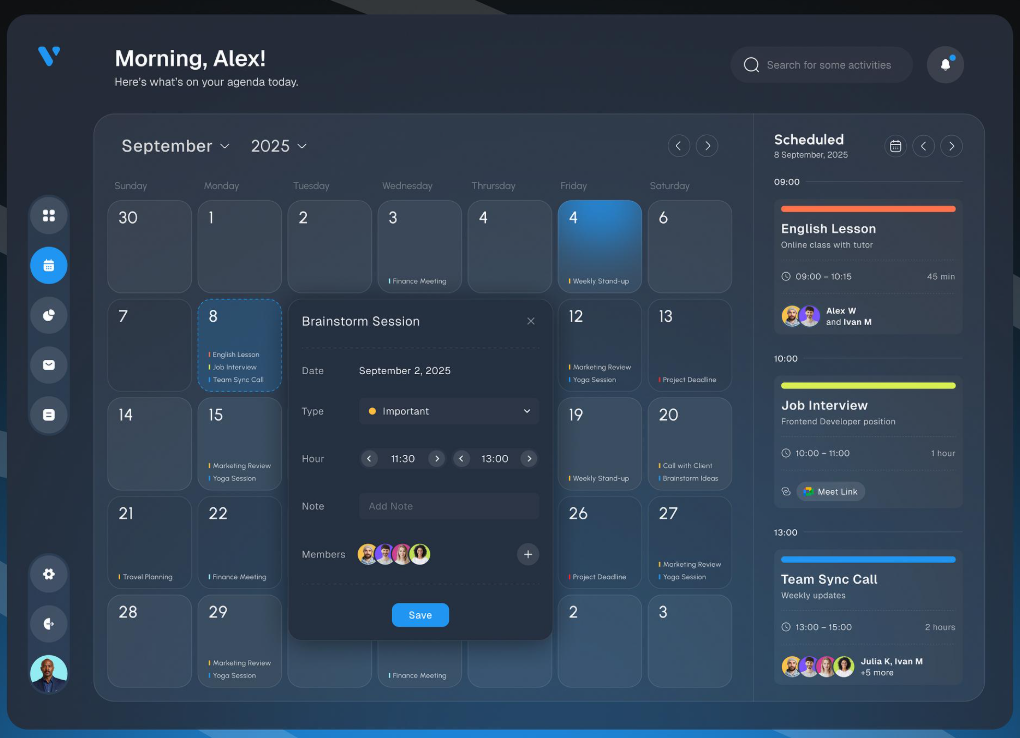 Morning, Alex!
Here's what's on your agenda today.
Search for some activities
September
2025
Sunday
Monday
Tuesday
Wednesday
Thrursday
Friday
Saturday
30
1
2
3
Finance Meeting
4
4
Weekly Stand-up
6
7
8
English Lesson
Job Interview
Team Sync Call
12
Marketing Review
Yoga Session
13
Project Deadline
14
15
Marketing Review
Yoga Session
19
Weekly Stand-up
20
Call with Client
Brainstorm Ideas
21
Travel Planning
22
Finance Meeting
26
Project Deadline
27
Marketing Review
Yoga Session
28
29
Marketing Review
Yoga Session
Finance Meeting
2
3
Brainstorm Session
Date
September 2, 2025
Type
Important
Hour
11:30
13:00
Note
Add Note
Members
Save
Scheduled
8 September, 2025
09:00
English Lesson
Online class with tutor
09:00 – 10:15
45 min
Alex W
and Ivan M
10:00
Job Interview
Frontend Developer position
10:00 – 11:00
1 hour
Meet Link
13:00
Team Sync Call
Weekly updates
13:00 – 15:00
2 hours
Julia K, Ivan M
+5 more